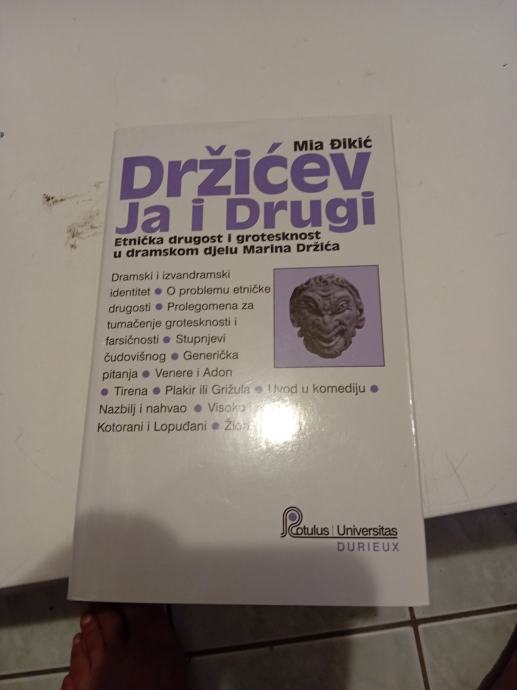 Mia Đikić
Držićev
Ja i Drugi
Etnička drugost i grotesknost
u dramskom djelu Marina Držića
Dramski i izvandramski
identitet ● O problemu etničke
drugosti ● Prolegomena za
tumačenje grotesknosti i
farsičnosti ● Stupnjevi
čudovišnog ● Generička
pitanja ● Venere i Adon
● Tirena ● Plakir ili Grižula ● Uvod u komediju ●
Nazbilj i nahvao ● Visoko
Kotorani i Lopuđani ●
Rotulus | Universitas
DURIEUX